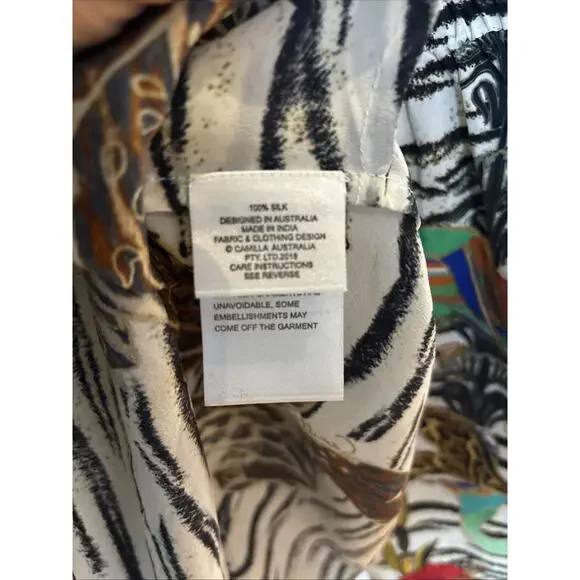 100% SILK
DESIGNED IN AUSTRALIA
MADE IN INDIA
FABRIC & CLOTHING DESIGN
© CAMILLA AUSTRALIA
PTY. LTD.2018
CARE INSTRUCTIONS
SEE REVERSE
UNAVOIDABLE, SOME
EMBELLISHMENTS MAY
COME OFF THE GARMENT